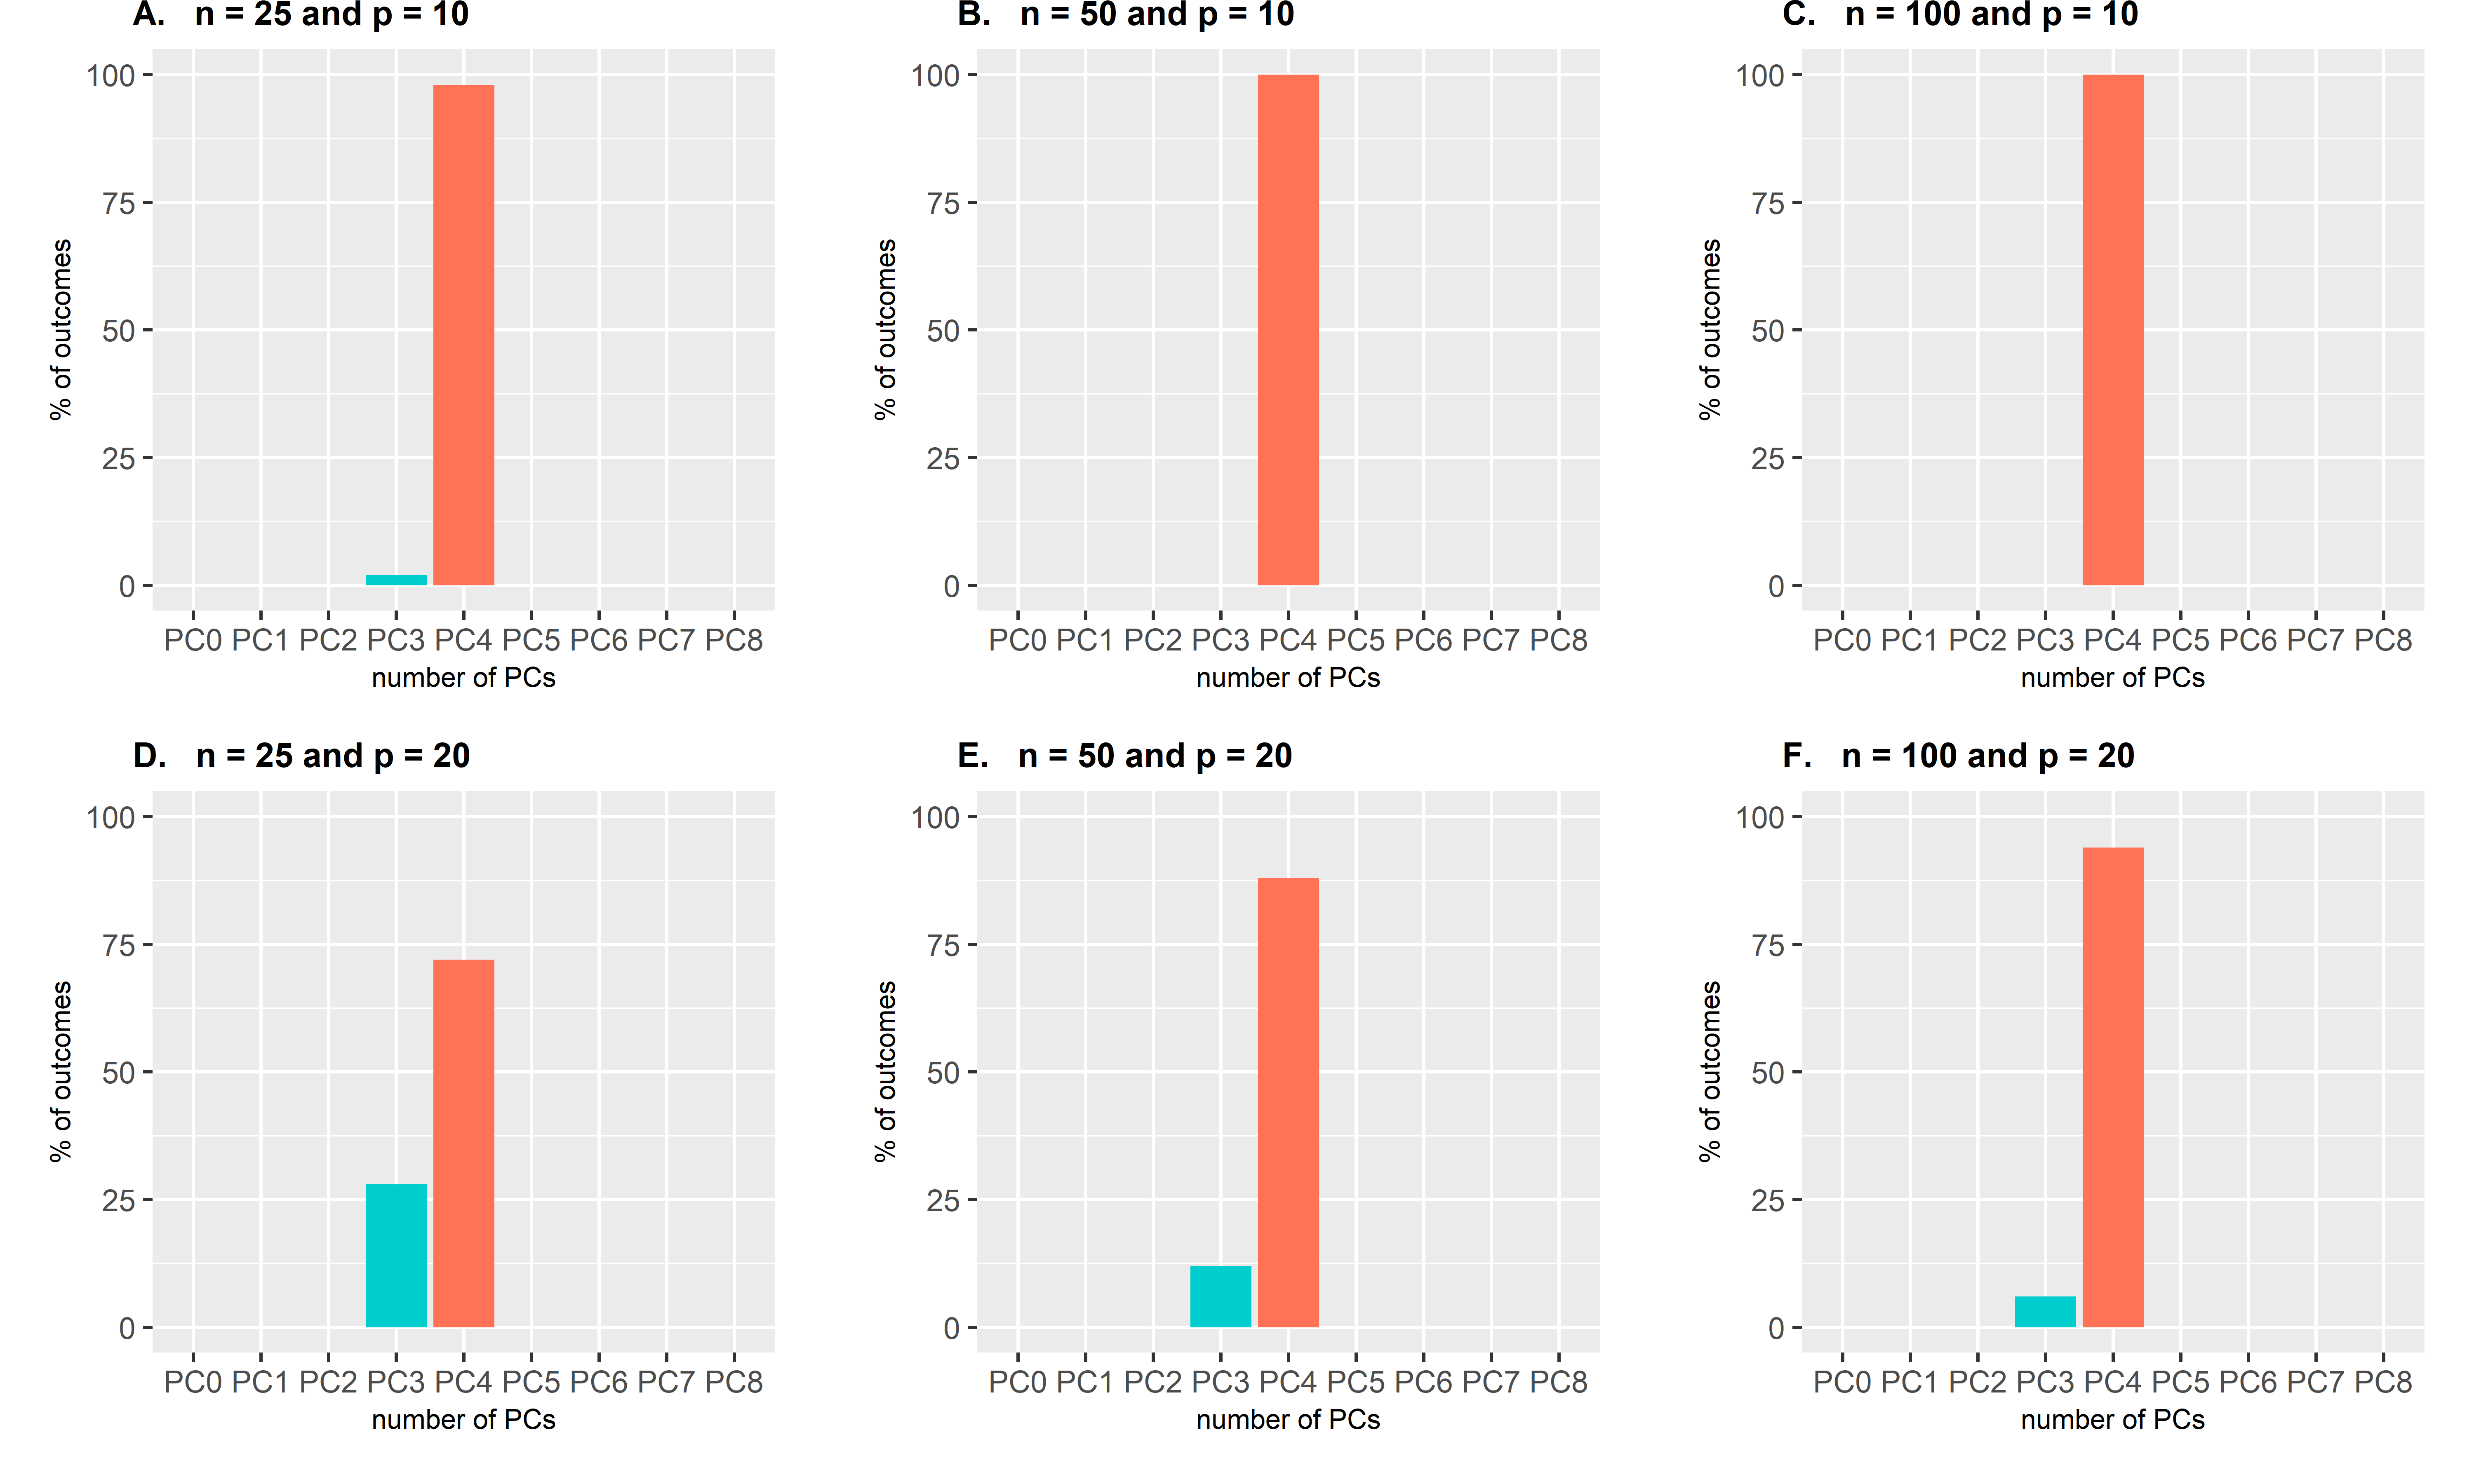 A. n = 25 and p = 10
100
75
50
25
0
% of outcomes
PC0 PC1 PC2 PC3 PC4 PC5 PC6 PC7 PC8
number of PCs
B. n = 50 and p = 10
100
75
50
25
0
% of outcomes
PC0 PC1 PC2 PC3 PC4 PC5 PC6 PC7 PC8
number of PCs
C. n = 100 and p = 10
100
75
50
25
0
% of outcomes
PC0 PC1 PC2 PC3 PC4 PC5 PC6 PC7 PC8
number of PCs
D. n = 25 and p = 20
100
75
50
25
0
% of outcomes
PC0 PC1 PC2 PC3 PC4 PC5 PC6 PC7 PC8
number of PCs
E. n = 50 and p = 20
100
75
50
25
0
% of outcomes
PC0 PC1 PC2 PC3 PC4 PC5 PC6 PC7 PC8
number of PCs
F. n = 100 and p = 20
100
75
50
25
0
% of outcomes
PC0 PC1 PC2 PC3 PC4 PC5 PC6 PC7 PC8
number of PCs